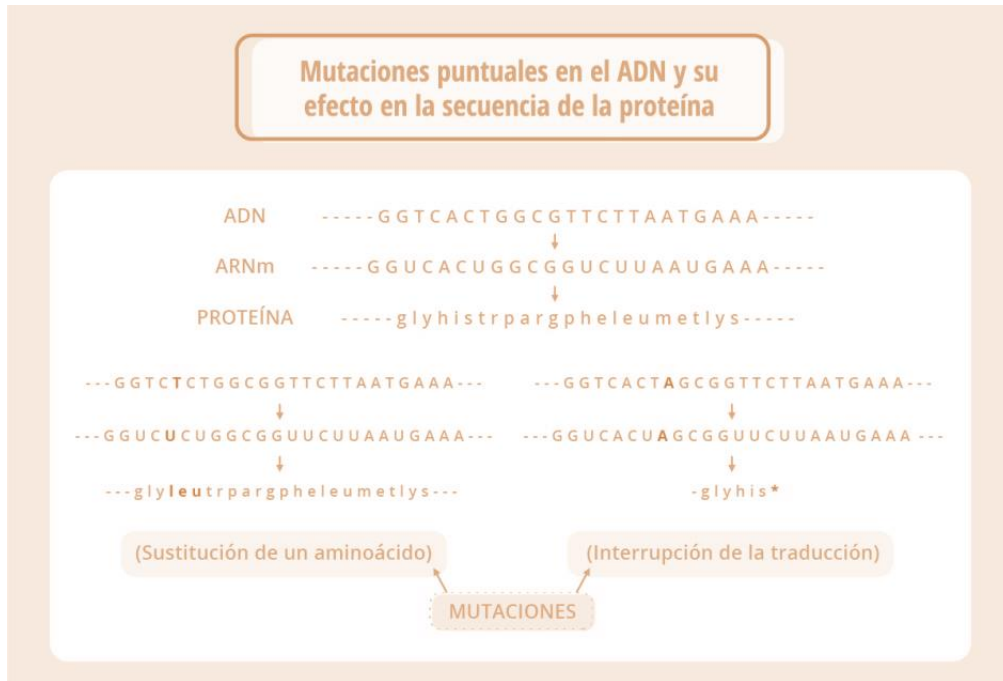 Mutaciones puntuales en el ADN y su
efecto en la secuencia de la proteína
ADN -----GGTCACTGGCGTTCTTAATGAAA-----
ARNm -----GGUCACUGGCGGUCUUAAUGAAA-----
PROTEÍNA -----glyhistrpargpheleumetlys-----
---GGTCTCTGGCGGTTCTTAATGAAA---
---GGUCUCUGGCGGUUCUUAAUGAAA---
---glyleutrpargpheleumetlys---
(Sustitución de un aminoácido)
---GGTCACTAGCGGTTCTTAATGAAA---
---GGUCACUAGCGGUUCUUAAUGAAA ---
-glyhis*
(Interrupción de la traducción)
MUTACIONES